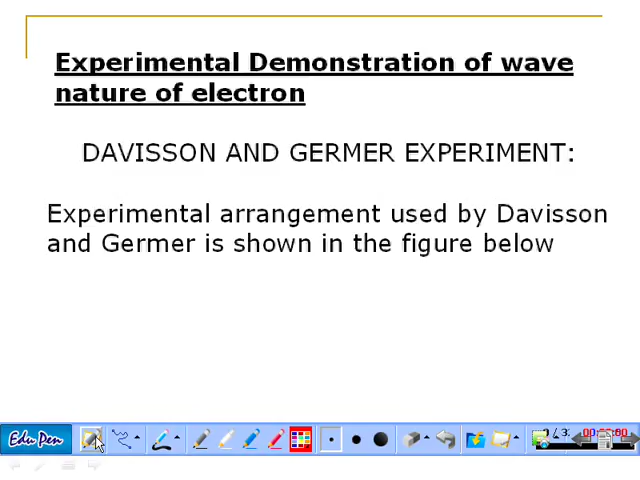 Experimental Demonstration of wave
nature of electron
DAVISSON AND GERMER EXPERIMENT:
Experimental arrangement used by Davisson
and Germer is shown in the figure below
Edu Pen